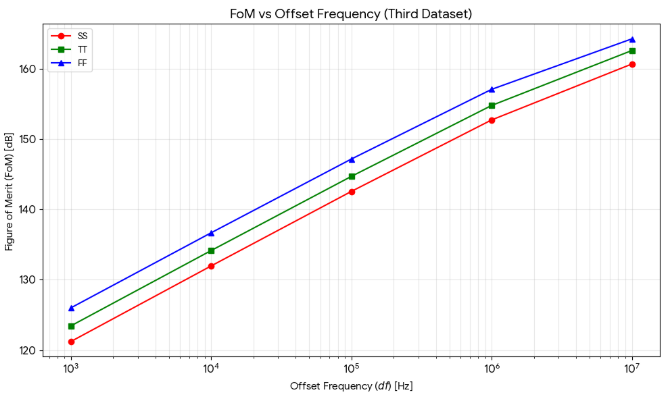 FoM vs Offset Frequency (Third Dataset)
SS
TT
FF
Figure of Merit (FoM) [dB]
160
150
140
130
120
10³
10⁴
10⁵
10⁶
10⁷
Offset Frequency (df) [Hz]